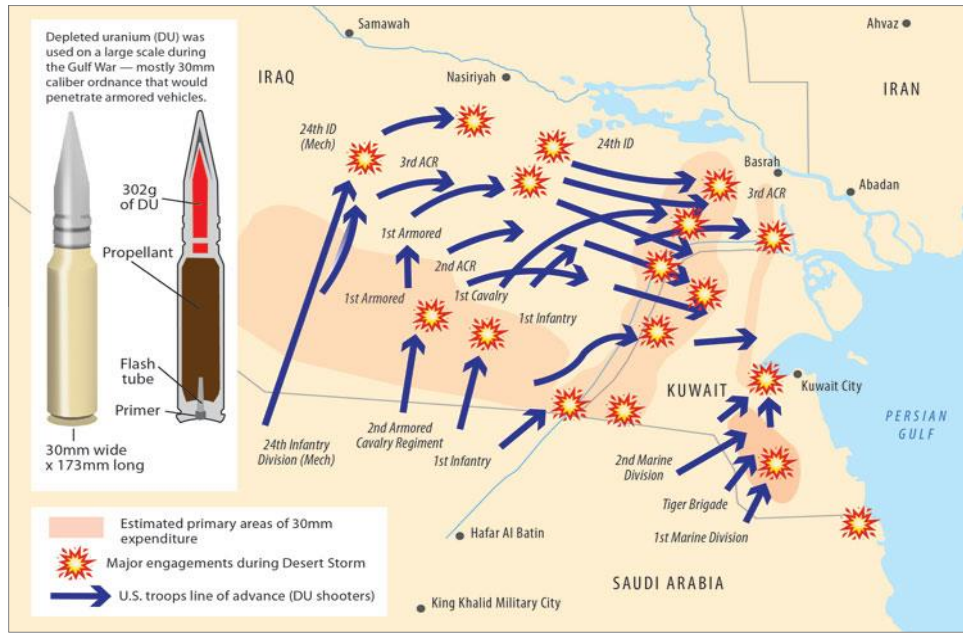 Depleted uranium (DU) was
used on a large scale during
the Gulf War — mostly 30mm
caliber ordnance that would
penetrate armored vehicles.
302g
of DU
Propellant
Flash
tube
Primer
30mm wide
x 173mm long
Samawah
Ahvaz
IRAQ
Nasiriyah
IRAN
24th ID
(Mech)
3rd ACR
24th ID
Basrah
3rd ACR
Abadan
1st Armored
2nd ACR
1st Armored
1st Cavalry
1st Infantry
KUWAIT
Kuwait City
PERSIAN
GULF
24th Infantry
Division (Mech)
2nd Armored
Cavalry Regiment
1st Infantry
2nd Marine
Division
Tiger Brigade
1st Marine Division
Hafar Al Batin
SAUDI ARABIA
King Khalid Military City
Estimated primary areas of 30mm
expenditure
Major engagements during Desert Storm
U.S. troops line of advance (DU shooters)